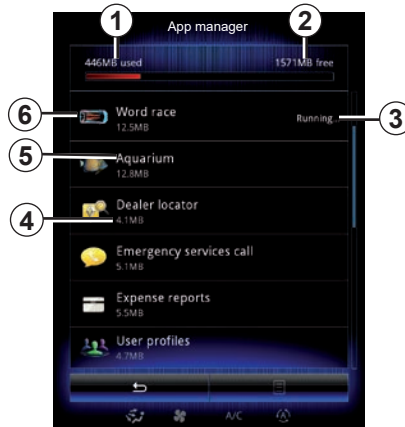 1
2
App manager
446MB used
1571MB free
6
Word race
12.5MB
Running...
3
5
Aquarium
12.8MB
Dealer locator
4
4.1MB
Emergency services call
5.1MB
Expense reports
5.5MB
User profiles
4.7MB
A/C
A